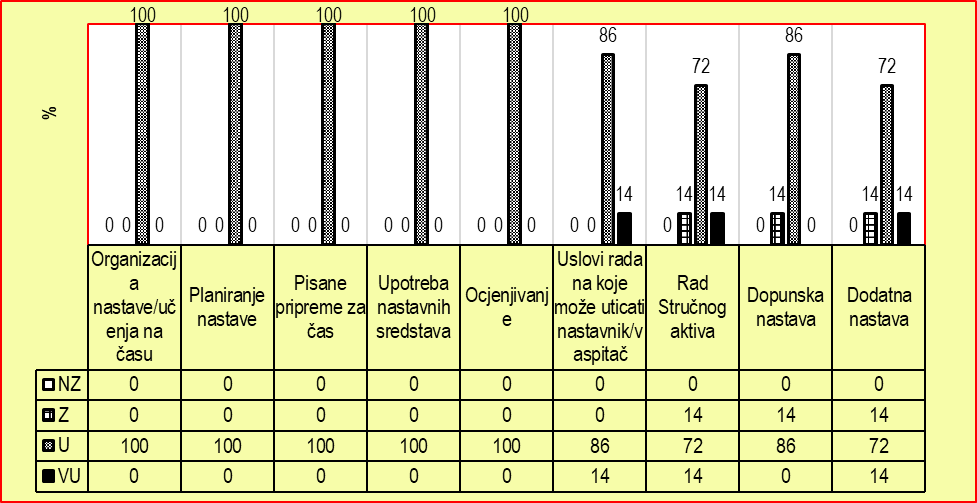 100 100 100 100 100
86 86
72 72
%
14 14 14 14 14 14
0 0 0 0 0 0 0 0 0 0 0 0 0 0 0 0 0 0 0 0 0 0
Organizacij
a
nastave/uč
enja na
času
Planiranje
nastave
Pisane
pripreme za
čas
Upotreba
nastavnih
sredstava
Ocjenjivanj
e
Uslovi rada
na koje
može uticati
nastavnik/v
aspitač
Rad
Stručnog
aktiva
Dopunska
nastava
Dodatna
nastava
NZ 0 0 0 0 0 0 0 0 0
Z 0 0 0 0 0 0 14 14 14
U 100 100 100 100 100 86 72 86 72
VU 0 0 0 0 0 14 14 0 14